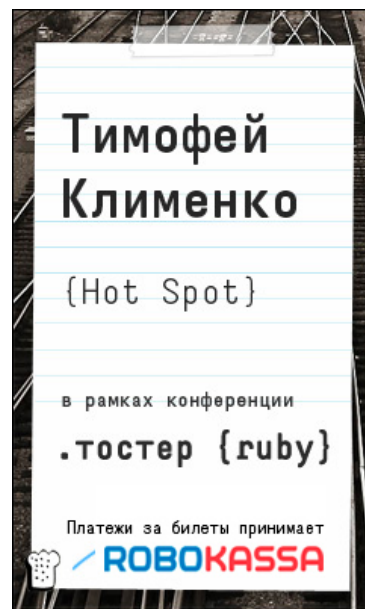 Тимофей
Клименко
{Hot Spot}
в рамках конференции
.тостер {ruby}
Платежи за билеты принимает
ROBOKASSA